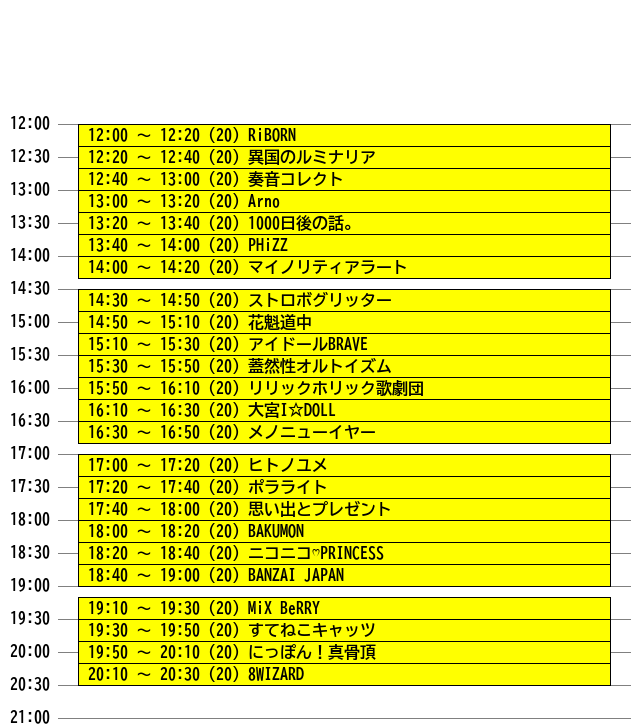 12:00
12:00 ～ 12:20 (20) RiBORN
12:30
12:20 ～ 12:40 (20) 異国のルミナリア
12:40 ～ 13:00 (20) 奏音コレクト
13:00
13:00 ～ 13:20 (20) Arno
13:30
13:20 ～ 13:40 (20) 1000日後の話。
13:40 ～ 14:00 (20) PHiZZ
14:00
14:00 ～ 14:20 (20) マイノリティアラート
14:30
14:30 ～ 14:50 (20) ストロボグリッター
15:00
14:50 ～ 15:10 (20) 花魁道中
15:10 ～ 15:30 (20) アイドールBRAVE
15:30
15:30 ～ 15:50 (20) 蓋然性オルトイズム
16:00
15:50 ～ 16:10 (20) リリックホリック歌劇団
16:10 ～ 16:30 (20) 大宮I☆DOLL
16:30
16:30 ～ 16:50 (20) メノニューイヤー
17:00
17:00 ～ 17:20 (20) ヒトノユメ
17:30
17:20 ～ 17:40 (20) ポラライト
17:40 ～ 18:00 (20) 思い出とプレゼント
18:00
18:00 ～ 18:20 (20) BAKUMON
18:30
18:20 ～ 18:40 (20) ニコニコ♡PRINCESS
18:40 ～ 19:00 (20) BANZAI JAPAN
19:00
19:10 ～ 19:30 (20) MiX BeRRY
19:30
19:30 ～ 19:50 (20) すてねこキャッツ
20:00
19:50 ～ 20:10 (20) にっぽん！真骨頂
20:10 ～ 20:30 (20) 8WIZARD
20:30
21:00